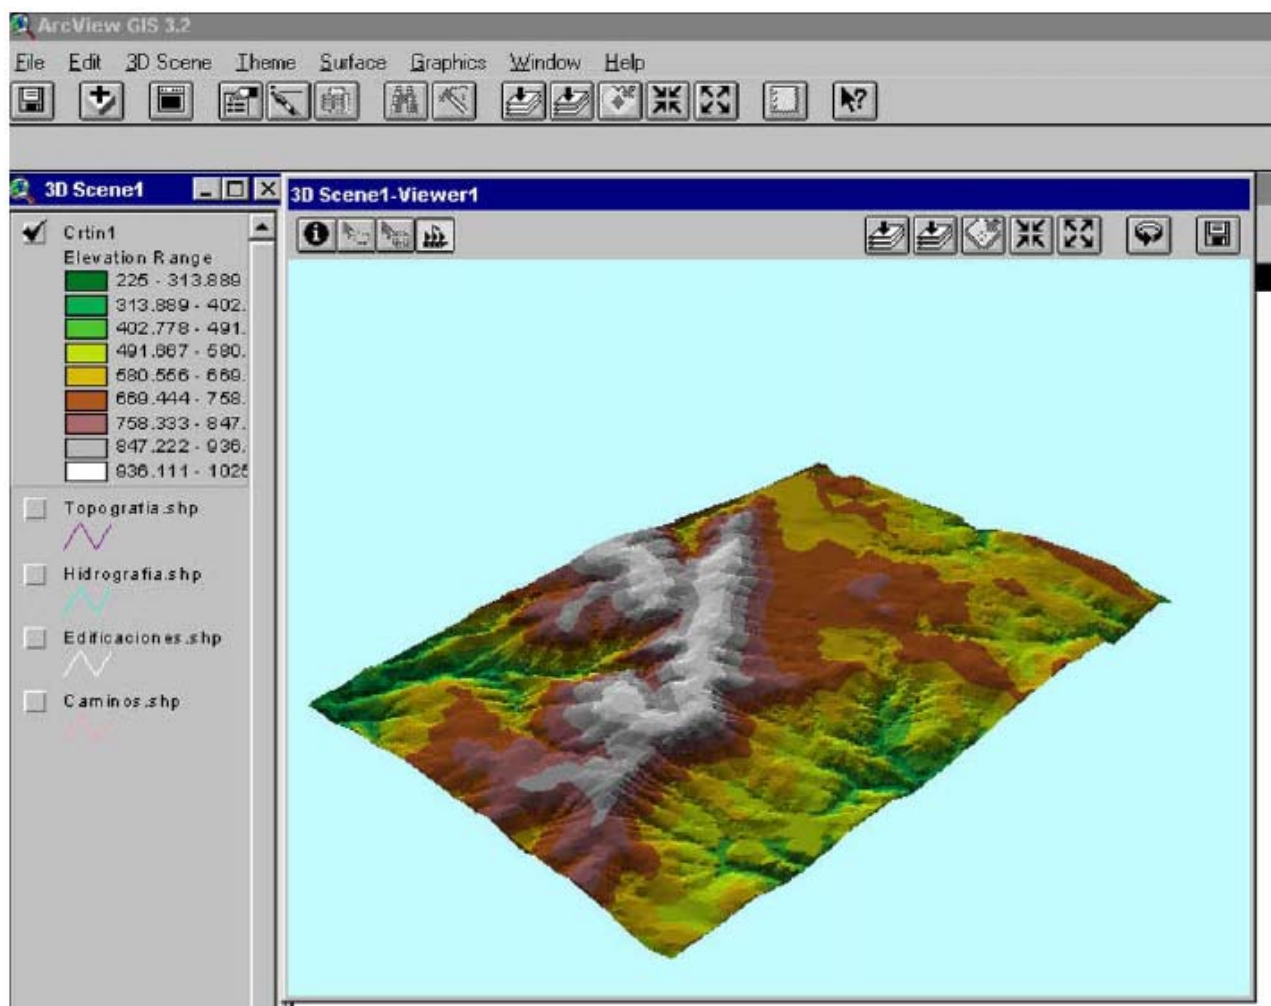 ArcView GIS 3.2
File Edit 3D Scene Theme Surface Graphics Window Help
3D Scene1
3D Scene1-Viewer1
Crtin1
Elevation Range
225 - 313.889
313.889 - 402.
402.778 - 491.
491.667 - 580.
580.556 - 669.
669.444 - 758.
758.333 - 847.
847.222 - 936.
936.111 - 1025
Topografia.shp
Hidrografia.shp
Edificaciones.shp
Caminos.shp